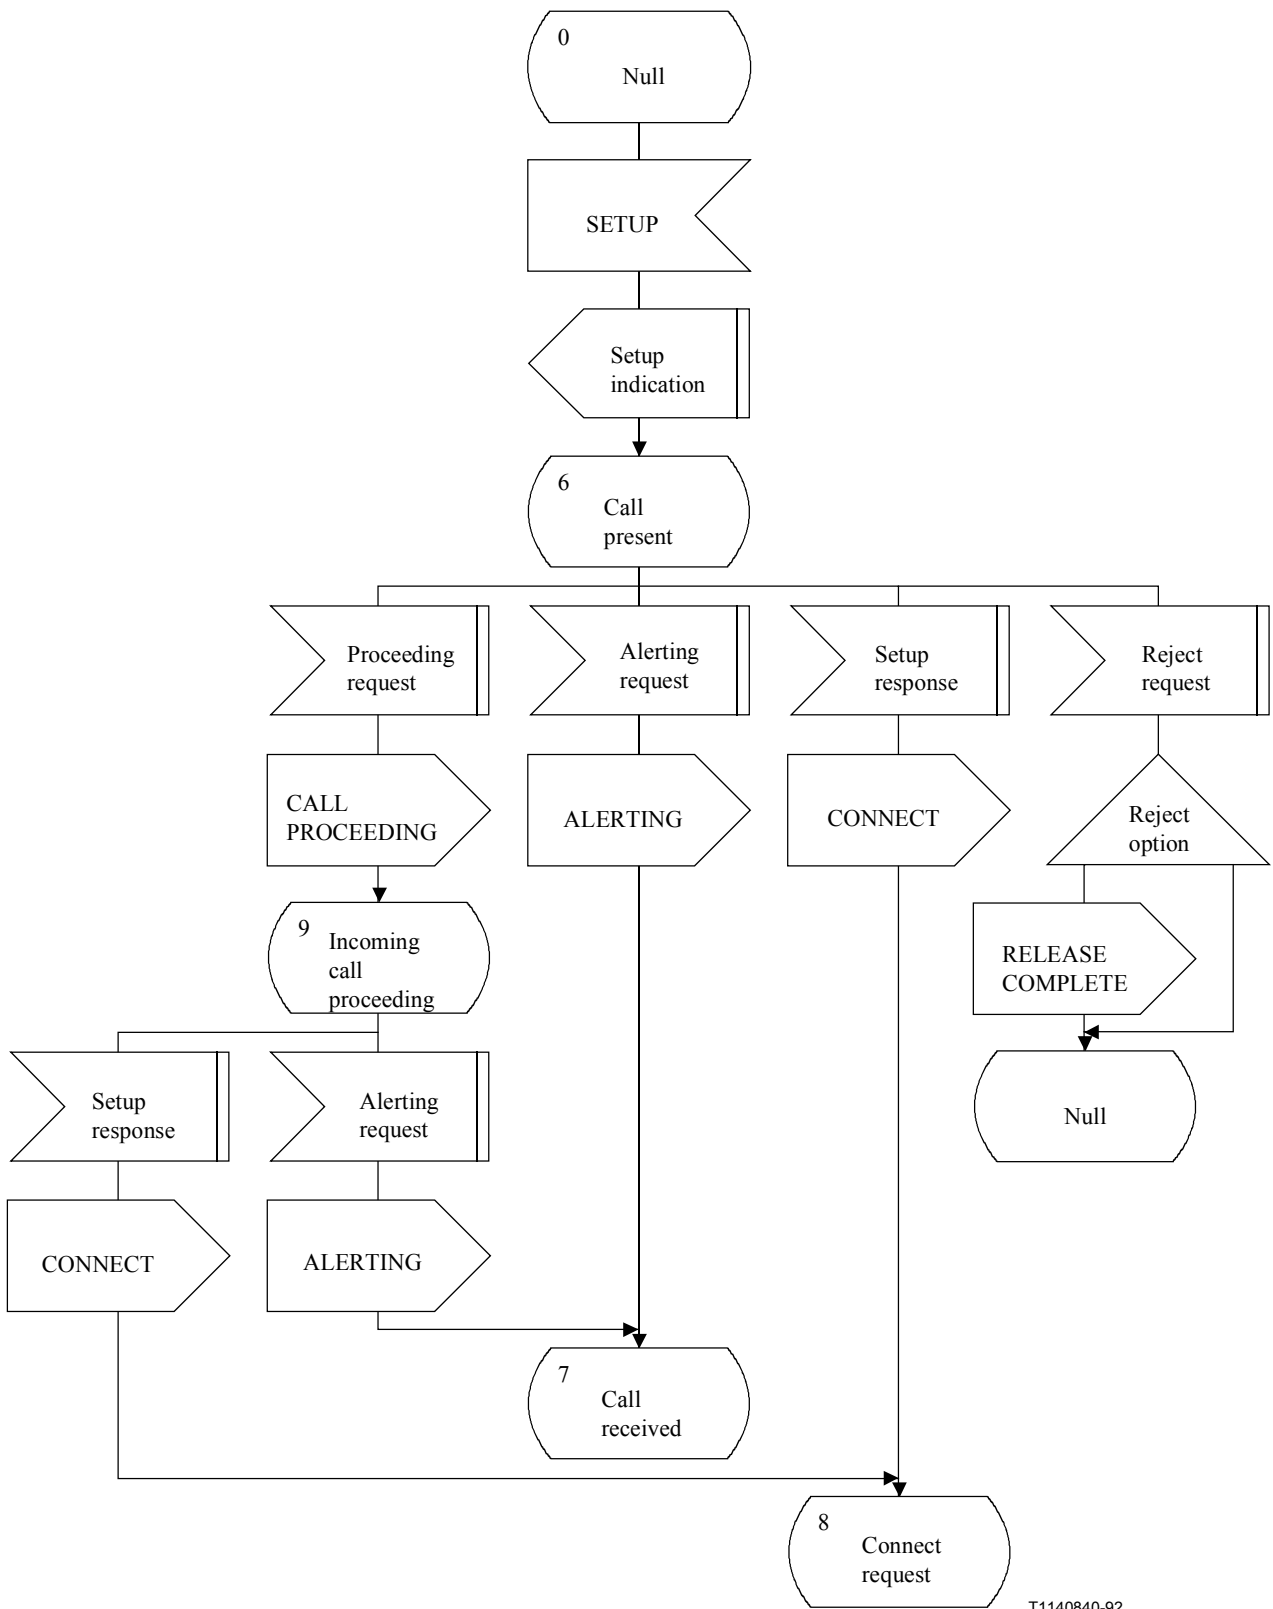 0
Null
SETUP
Setup
indication
6
Call
present
Proceeding
request
Alerting
request
Setup
response
Reject
request
CALL
PROCEEDING
ALERTING
CONNECT
Reject
option
9
Incoming
call
proceeding
RELEASE
COMPLETE
Setup
response
Alerting
request
Null
CONNECT
ALERTING
7
Call
received
8
Connect
request
T1140840-92